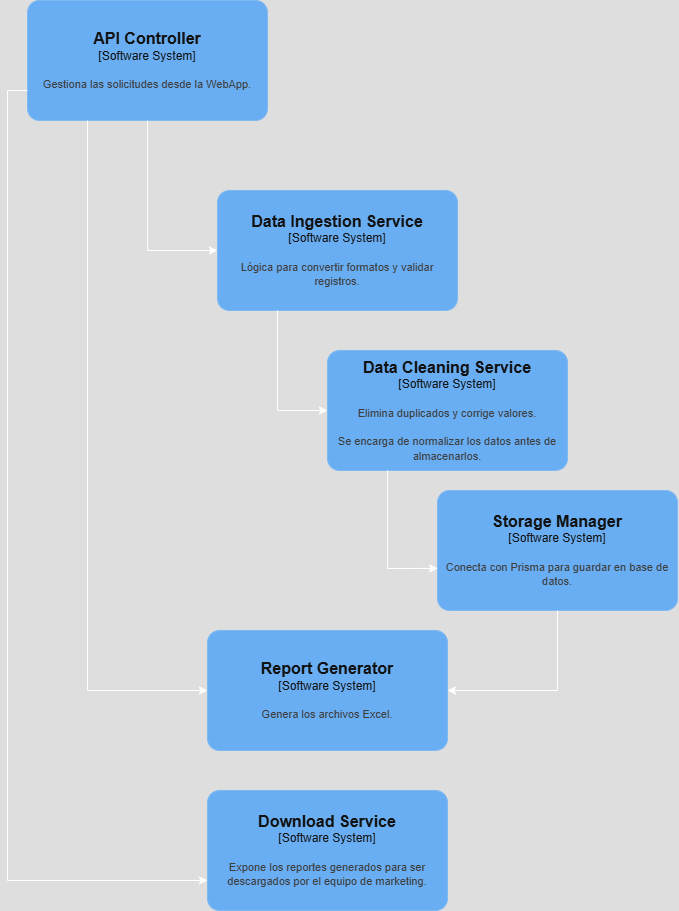 API Controller
[Software System]
Gestiona las solicitudes desde la WebApp.
Data Ingestion Service
[Software System]
Lógica para convertir formatos y validar
registros.
Data Cleaning Service
[Software System]
Elimina duplicados y corrige valores.
Se encarga de normalizar los datos antes de
almacenarlos.
Storage Manager
[Software System]
Conecta con Prisma para guardar en base de
datos.
Report Generator
[Software System]
Genera los archivos Excel.
Download Service
[Software System]
Expone los reportes generados para ser
descargados por el equipo de marketing.